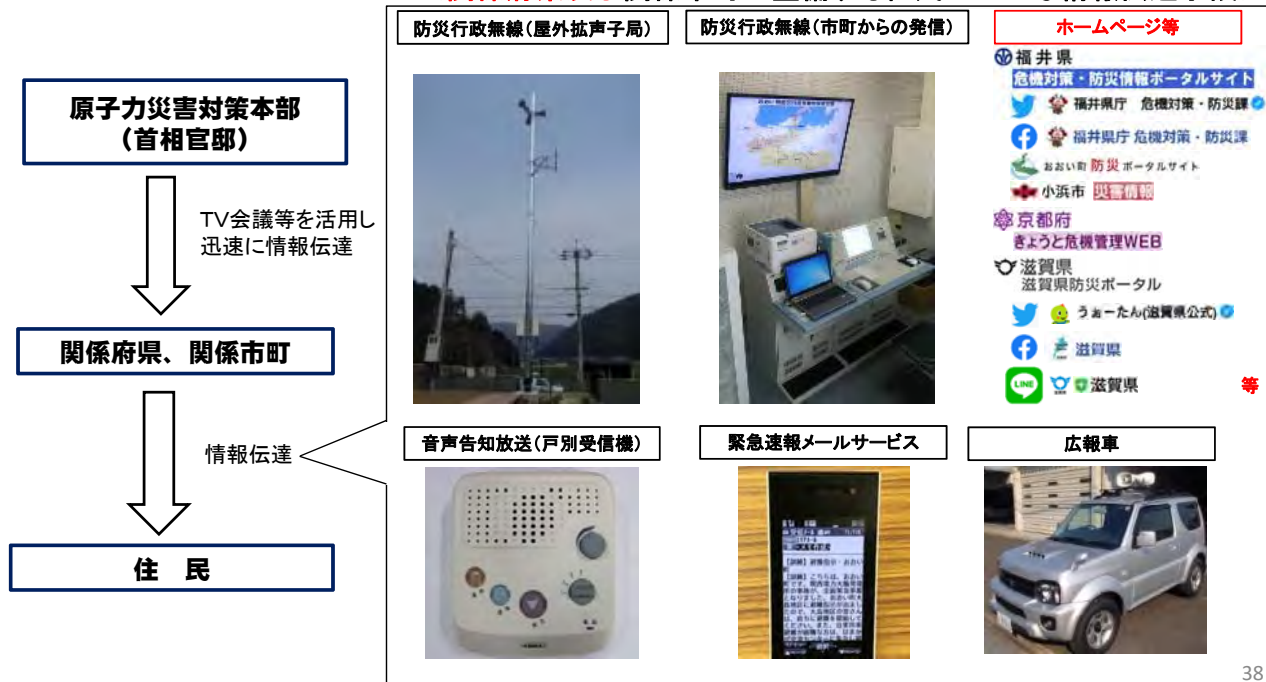 原子力災害対策本部
（首相官邸）
TV会議等を活用し
迅速に情報伝達
関係府県、関係市町
情報伝達
住　民
防災行政無線（屋外拡声子局）
防災行政無線（市町からの発信）
ホームページ等
福井県
危機対策・防災情報ポータルサイト
福井県庁　危機対策・防災課
福井県庁 危機対策・防災課
おおい町 防災 ポータルサイト
小浜市 災害情報
京都府
きょうと危機管理WEB
滋賀県
滋賀県防災ポータル
うぉーたん(滋賀県公式)
滋賀県
LINE 滋賀県
等
音声告知放送（戸別受信機）
緊急速報メールサービス
広報車
38